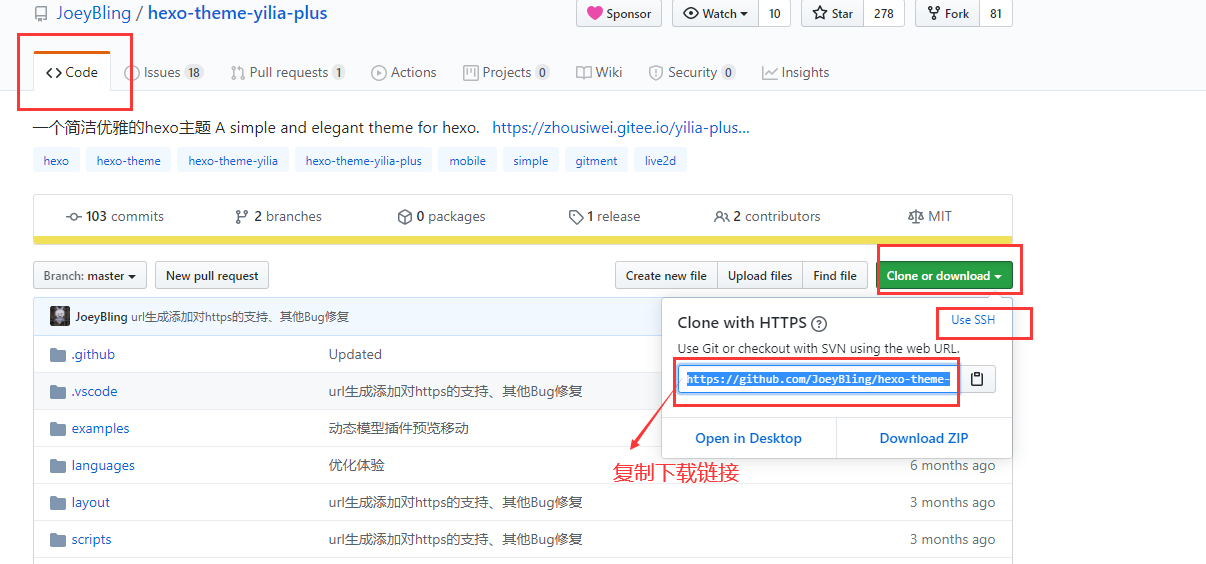 JoeyBling / hexo-theme-yilia-plus
Sponsor
Watch
10
Star
278
Fork
81
Code
Issues 18
Pull requests 1
Actions
Projects 0
Wiki
Security 0
Insights
一个简洁优雅的hexo主题 A simple and elegant theme for hexo. https://zhousiwei.gitee.io/yilia-plus...
hexo
hexo-theme
hexo-theme-yilia
hexo-theme-yilia-plus
mobile
simple
gitment
live2d
103 commits
2 branches
0 packages
1 release
2 contributors
MIT
Branch: master
New pull request
Create new file
Upload files
Find file
Clone or download
JoeyBling url生成添加对https的支持、其他Bug修复
Clone with HTTPS ?
Use SSH
Use Git or checkout with SVN using the web URL.
https://github.com/JoeyBling/hexo-theme-
Open in Desktop
Download ZIP
复制下载链接
.github
Updated
.vscode
url生成添加对https的支持、其他Bug修复
examples
动态模型插件预览移动
languages
优化体验
6 months ago
layout
url生成添加对https的支持、其他Bug修复
3 months ago
scripts
url生成添加对https的支持、其他Bug修复
3 months ago